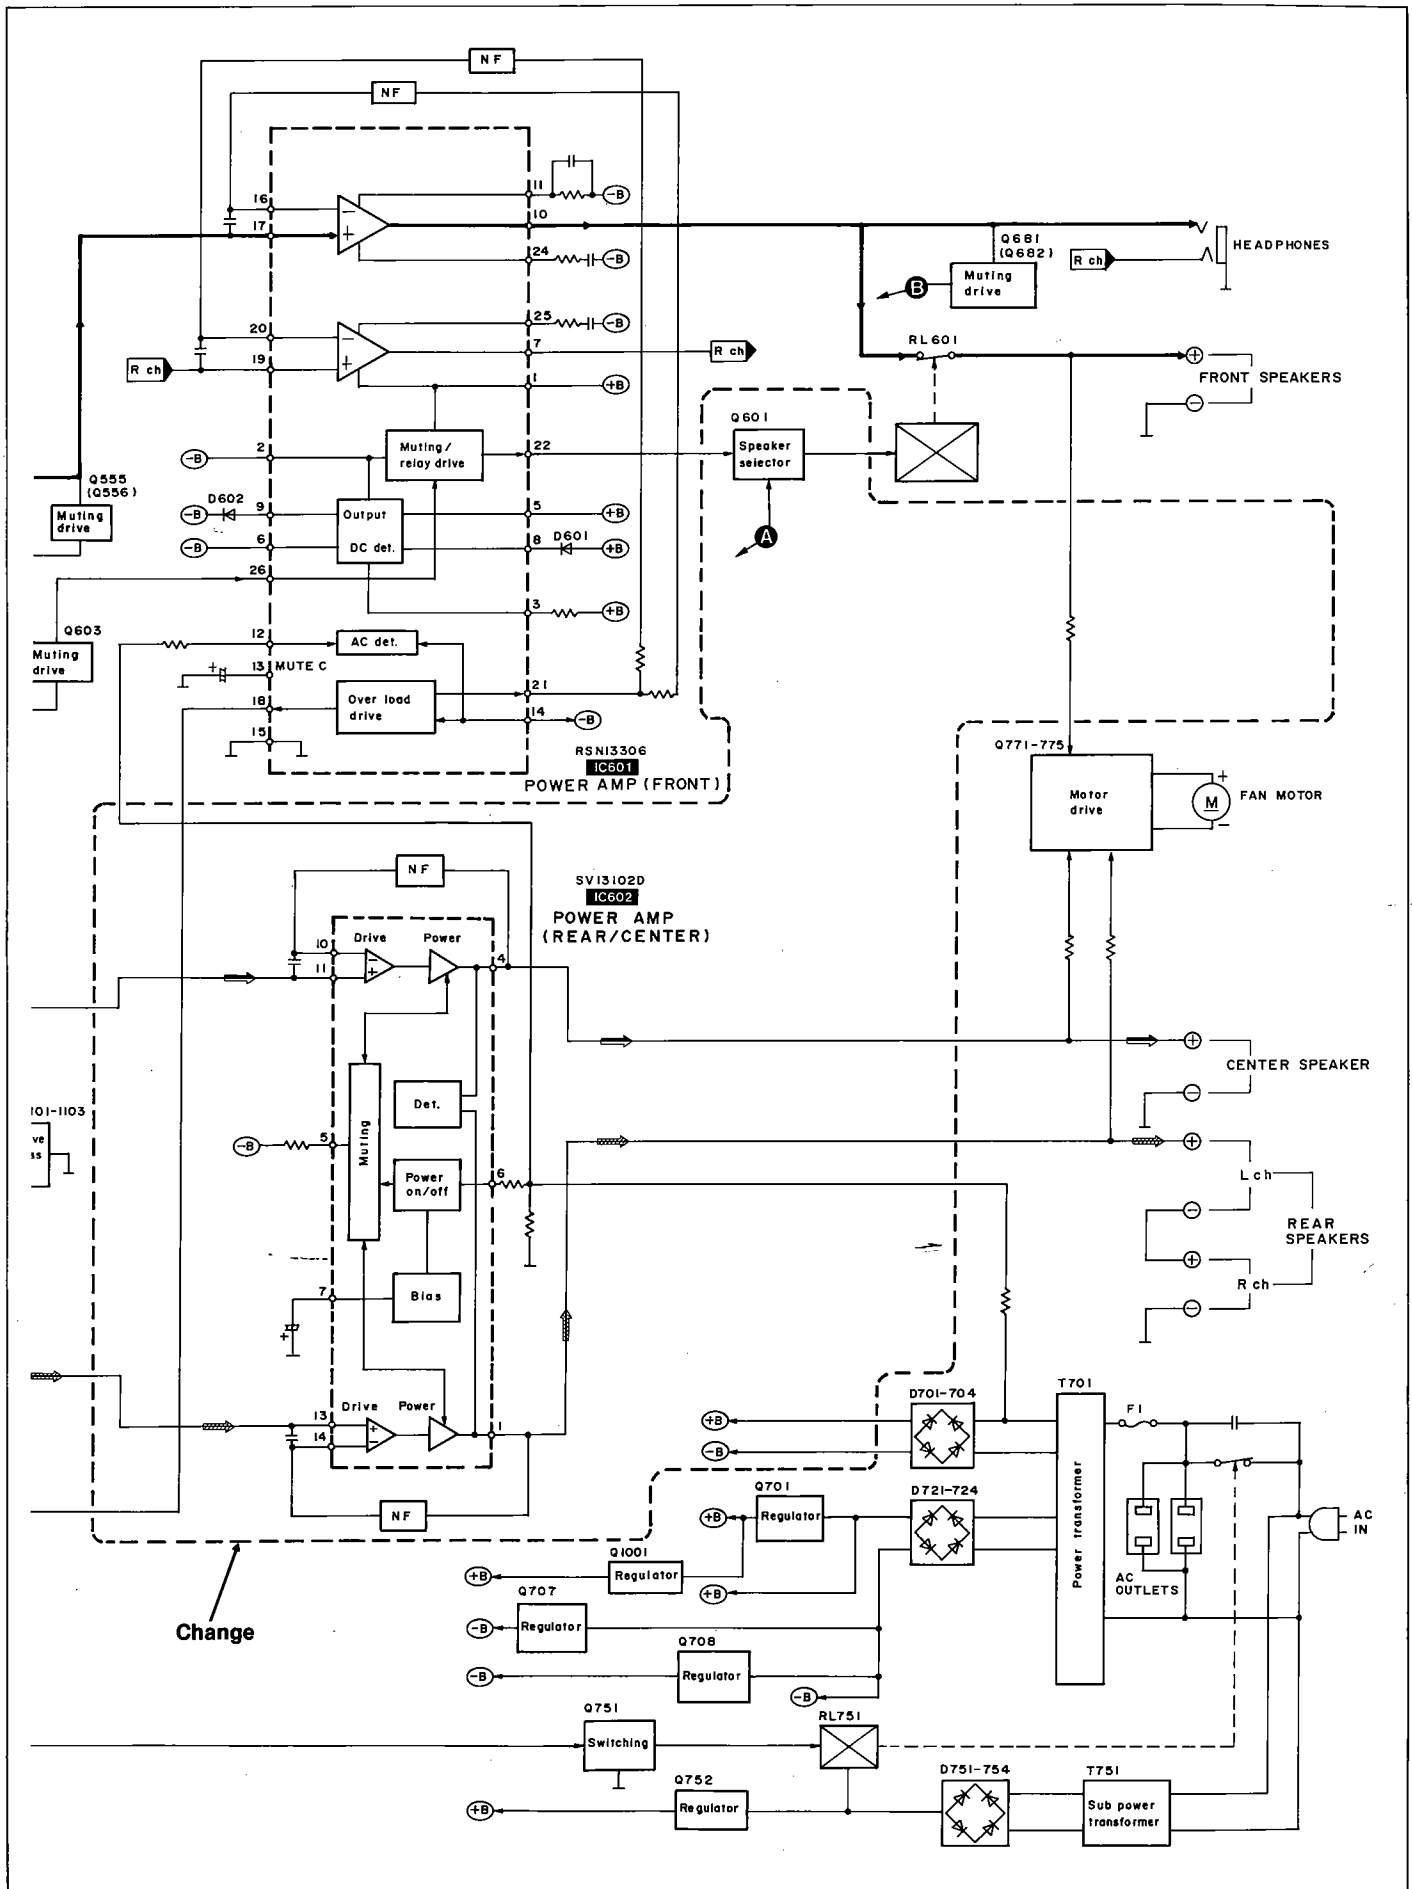 NF
NF
16
17
11
-B
10
24
-B
20
19
R ch
25
-B
7
R ch
1
+B
Q681
(Q682)
Muting
drive
B
R ch
HEADPHONES
RL601
+
FRONT SPEAKERS
-
Q601
Speaker
selector
A
2
-B
Muting/
relay drive
22
Q555
(Q556)
Muting
drive
D602
-B
9
Output
DC det.
5
+B
-B
6
8
D601
+B
26
3
+B
Q603
Muting
drive
12
AC det.
13
MUTE C
18
Over load
drive
21
14
-B
15
RSN13306
IC601
POWER AMP (FRONT)
Q771-775
Motor
drive
M
FAN MOTOR
NF
SV13102D
IC602
POWER AMP
(REAR/CENTER)
10
11
Drive
Power
4
Det.
Muting
-B
5
Power
on/off
6
Bias
7
CENTER SPEAKER
101-1103
ve
ss
L ch
REAR
SPEAKERS
R ch
13
14
Drive
Power
1
NF
Change
D701-704
+B
-B
T701
Power transformer
F1
Q701
+B
Regulator
D721-724
AC
IN
AC
OUTLETS
Q1001
+B
Regulator
+B
Q707
-B
Regulator
Q708
-B
Regulator
-B
Q751
Switching
RL751
Q752
+B
Regulator
D751-754
T751
Sub power
transformer